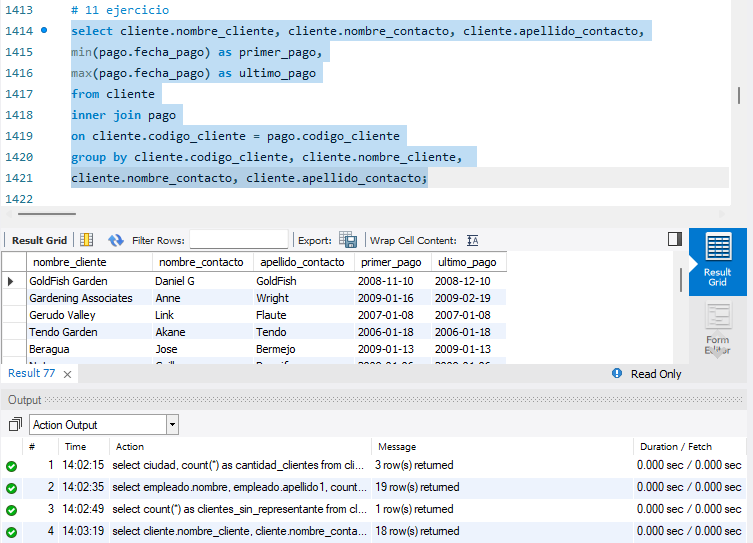 1413 # 11 ejercicio
1414 select cliente.nombre_cliente, cliente.nombre_contacto, cliente.apellido_contacto,
1415 min(pago.fecha_pago) as primer_pago,
1416 max(pago.fecha_pago) as ultimo_pago
1417 from cliente
1418 inner join pago
1419 on cliente.codigo_cliente = pago.codigo_cliente
1420 group by cliente.codigo_cliente, cliente.nombre_cliente,
1421 cliente.nombre_contacto, cliente.apellido_contacto;
1422
Result Grid Filter Rows: Export: Wrap Cell Content:
nombre_cliente nombre_contacto apellido_contacto primer_pago ultimo_pago
GoldFish Garden Daniel G GoldFish 2008-11-10 2008-12-10
Gardening Associates Anne Wright 2009-01-16 2009-02-19
Gerudo Valley Link Flaute 2007-01-08 2007-01-08
Tendo Garden Akane Tendo 2006-01-18 2006-01-18
Beragua Jose Bermejo 2009-01-13 2009-01-13
Result
Grid
Form
Editor
Result 77 Read Only
Output
Action Output
# Time Action Message Duration / Fetch
1 14:02:15 select ciudad, count(*) as cantidad_clientes from cli... 3 row(s) returned 0.000 sec / 0.000 sec
2 14:02:35 select empleado.nombre, empleado.apellido1, count... 19 row(s) returned 0.000 sec / 0.000 sec
3 14:02:49 select count(*) as clientes_sin_representante from cl... 1 row(s) returned 0.000 sec / 0.000 sec
4 14:03:19 select cliente.nombre_cliente, cliente.nombre_conta... 18 row(s) returned 0.000 sec / 0.000 sec